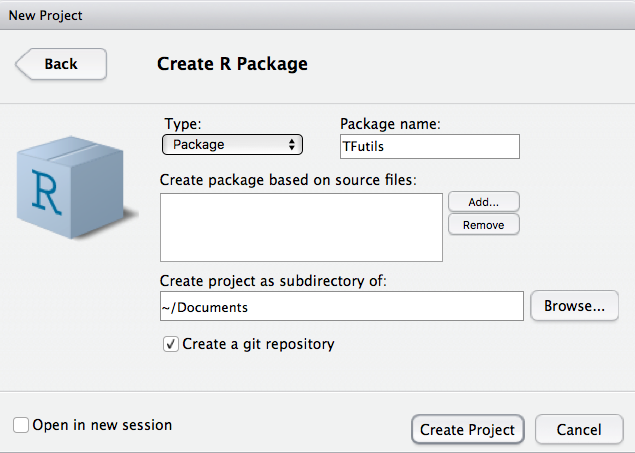 New Project
Back
Create R Package
Type:
Package name:
Package
TFutils
R
Create package based on source files:
Add...
Remove
Create project as subdirectory of:
~/Documents
Browse...
Create a git repository
Open in new session
Create Project
Cancel